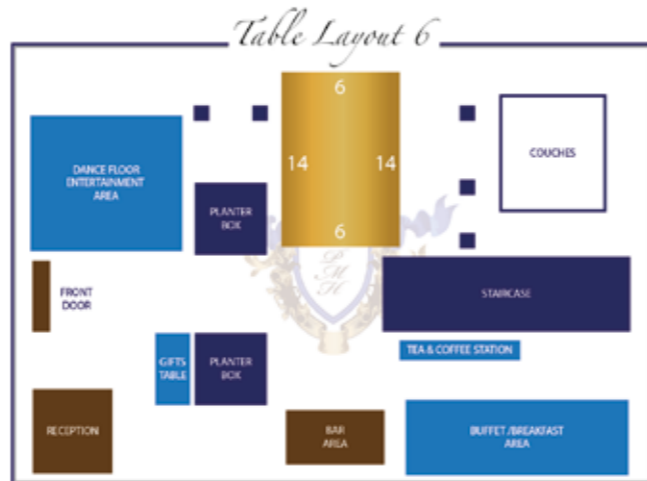 Table Layout 6
6
14 14
6
COUCHES
DANCE FLOOR
ENTERTAINMENT
AREA
PLANTER
BOX
P M H
FRONT
DOOR
STAIRCASE
GIFTS
TABLE
PLANTER
BOX
TEA & COFFEE STATION
RECEPTION
BAR
AREA
BUFFET /BREAKFAST
AREA